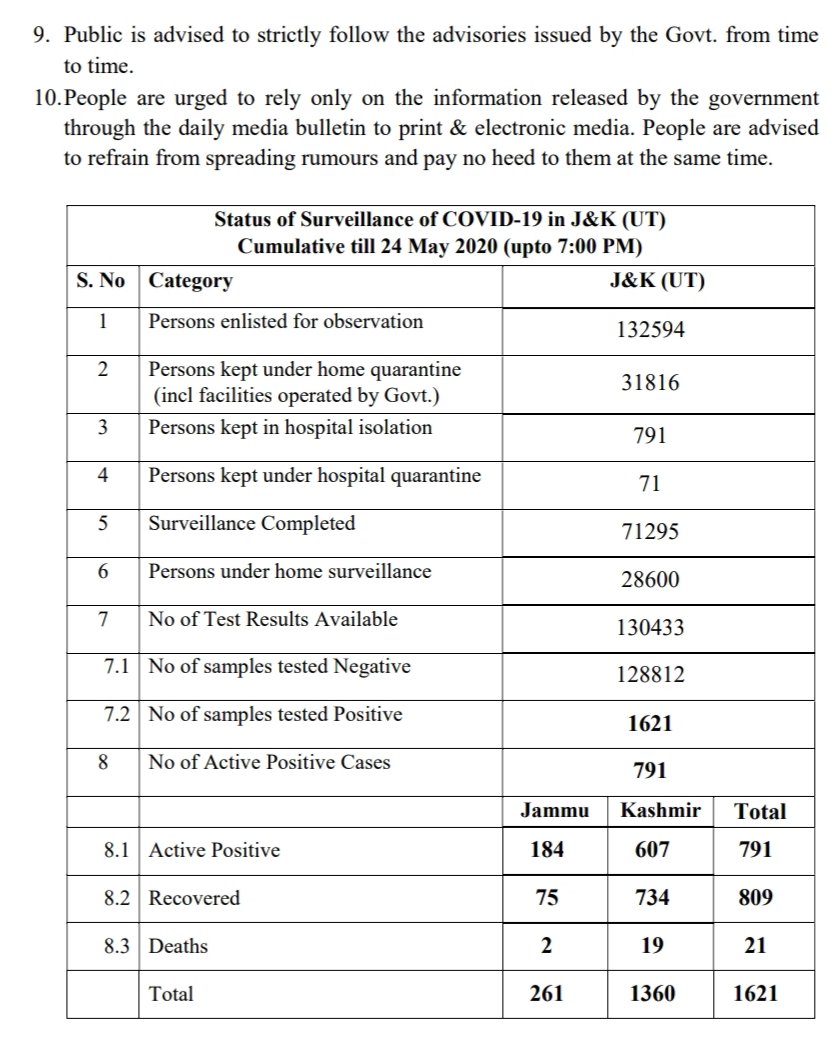 9. Public is advised to strictly follow the advisories issued by the Govt. from time
to time.
10.People are urged to rely only on the information released by the government
through the daily media bulletin to print & electronic media. People are advised
to refrain from spreading rumours and pay no heed to them at the same time.
Status of Surveillance of COVID-19 in J&K (UT)
Cumulative till 24 May 2020 (upto 7:00 PM)
S. No Category J&K (UT)
1 Persons enlisted for observation 132594
2 Persons kept under home quarantine
(incl facilities operated by Govt.) 31816
3 Persons kept in hospital isolation 791
4 Persons kept under hospital quarantine 71
5 Surveillance Completed 71295
6 Persons under home surveillance 28600
7 No of Test Results Available 130433
7.1 No of samples tested Negative 128812
7.2 No of samples tested Positive 1621
8 No of Active Positive Cases 791
Jammu Kashmir Total
8.1 Active Positive 184 607 791
8.2 Recovered 75 734 809
8.3 Deaths 2 19 21
Total 261 1360 1621